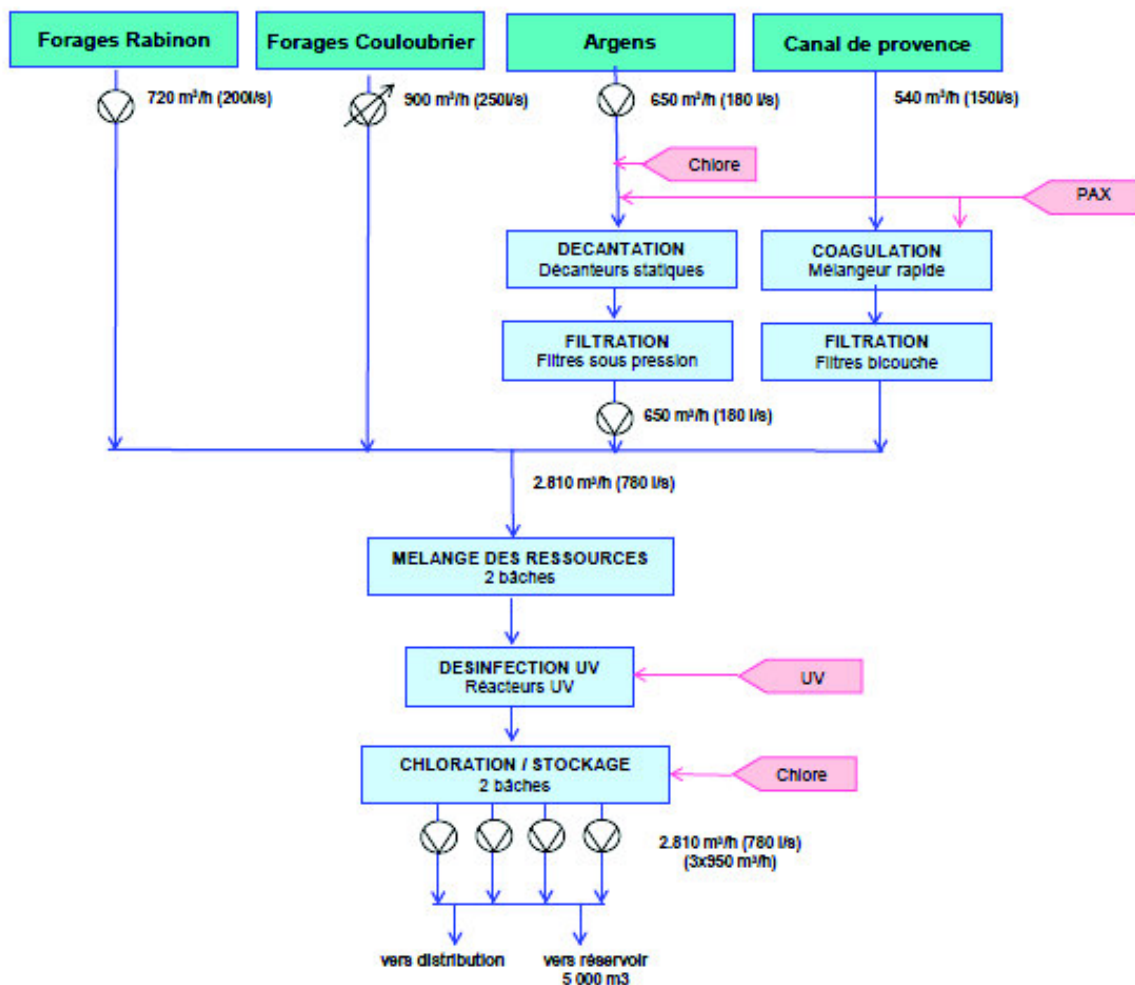 Forages Rabinon
Forages Couloubrier
Argens
Canal de provence
720 m³/h (200l/s)
900 m³/h (250l/s)
650 m³/h (180 l/s)
540 m³/h (150l/s)
Chlore
PAX
DECANTATION
Décanteurs statiques
COAGULATION
Mélangeur rapide
FILTRATION
Filtres sous pression
FILTRATION
Filtres bicouche
650 m³/h (180 l/s)
2.810 m³/h (780 l/s)
MELANGE DES RESSOURCES
2 bâches
DESINFECTION UV
Réacteurs UV
UV
CHLORATION / STOCKAGE
2 bâches
Chlore
2.810 m³/h (780 l/s)
(3x950 m³/h)
vers distribution
vers réservoir
5 000 m3